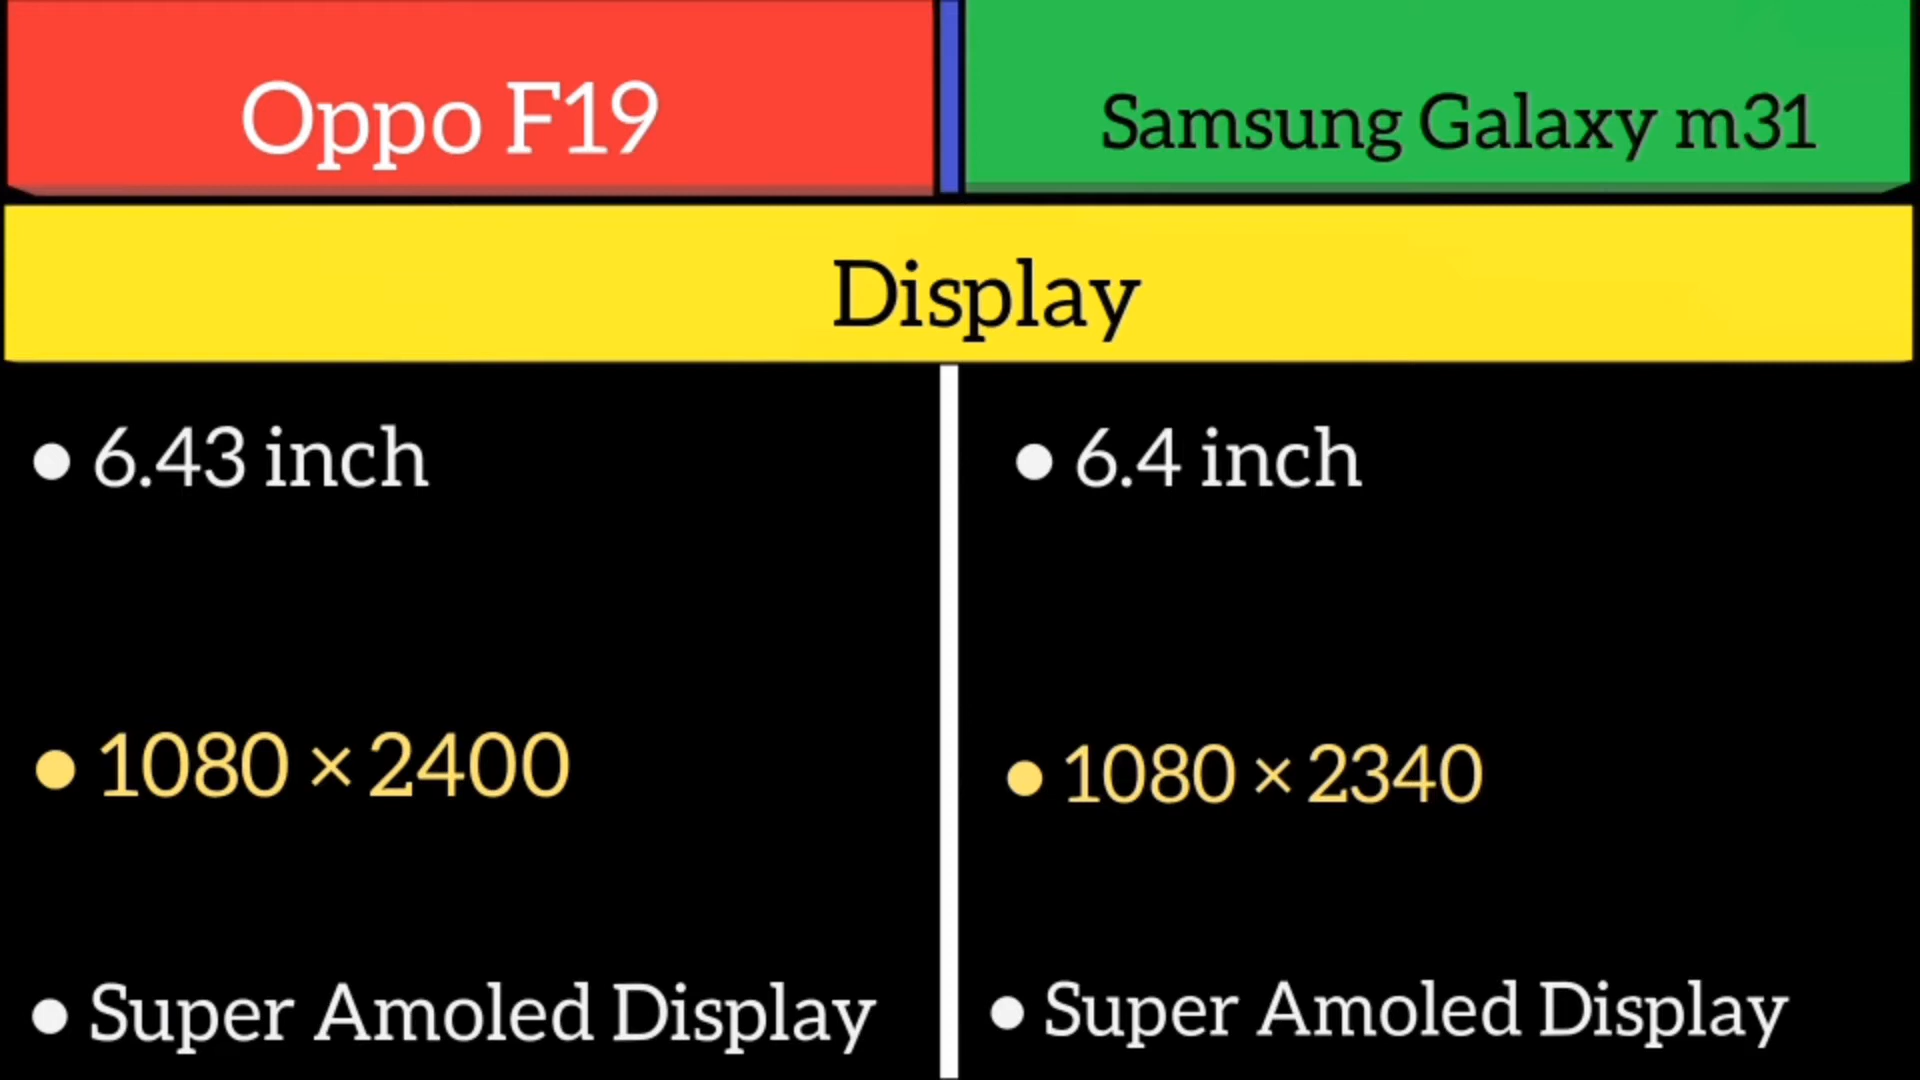 Oppo F19
Samsung Galaxy m31
Display
• 6.43 inch
• 6.4 inch
• 1080 × 2400
• 1080 × 2340
• Super Amoled Display
• Super Amoled Display